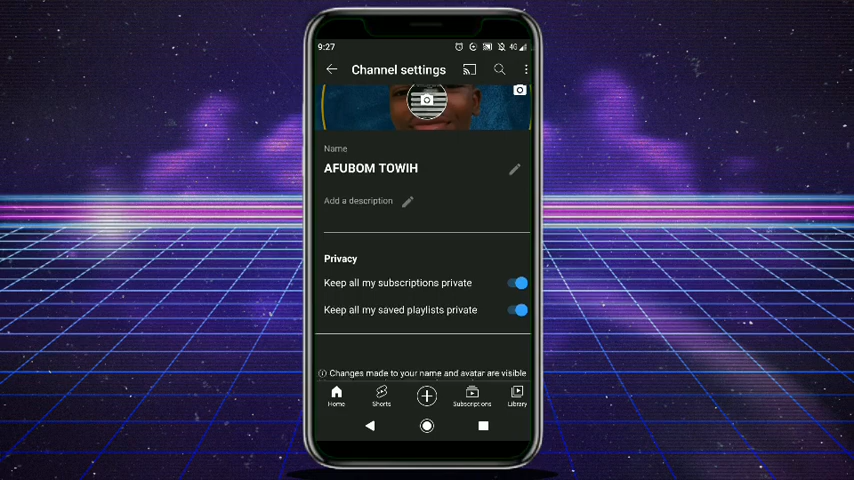 9:27
4G
Channel settings
Name
AFUBOM TOWIH
Add a description
Privacy
Keep all my subscriptions private
Keep all my saved playlists private
Changes made to your name and avatar are visible
Home
Shorts
Subscriptions
Library